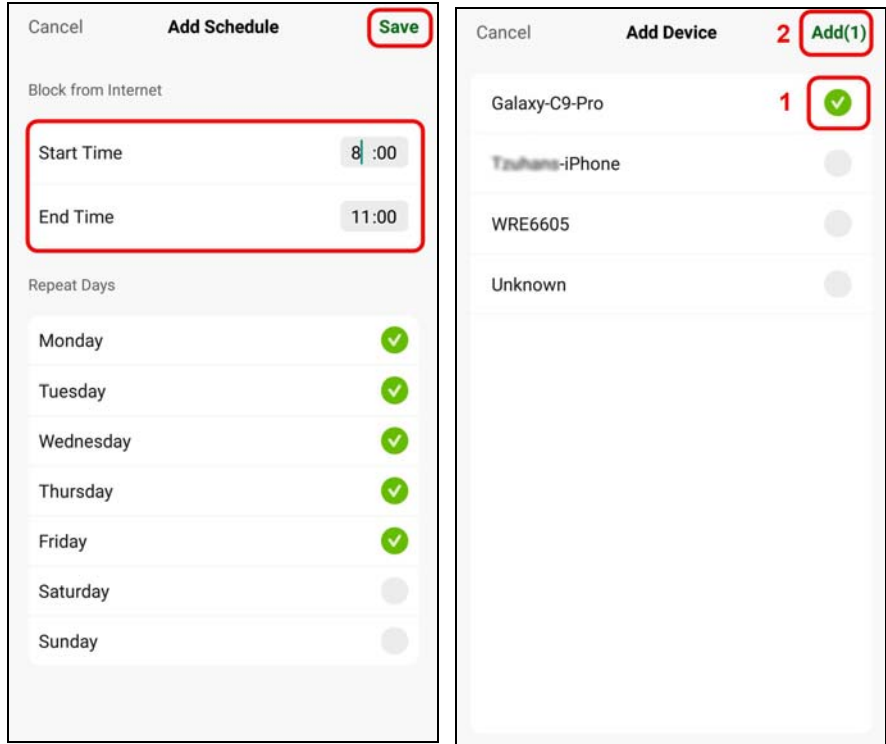 Cancel Add Schedule Save
Block from Internet
Start Time 8 :00
End Time 11:00
Repeat Days
Monday
Tuesday
Wednesday
Thursday
Friday
Saturday
Sunday
Cancel Add Device 2 Add(1)
Galaxy-C9-Pro 1
-iPhone
WRE6605
Unknown